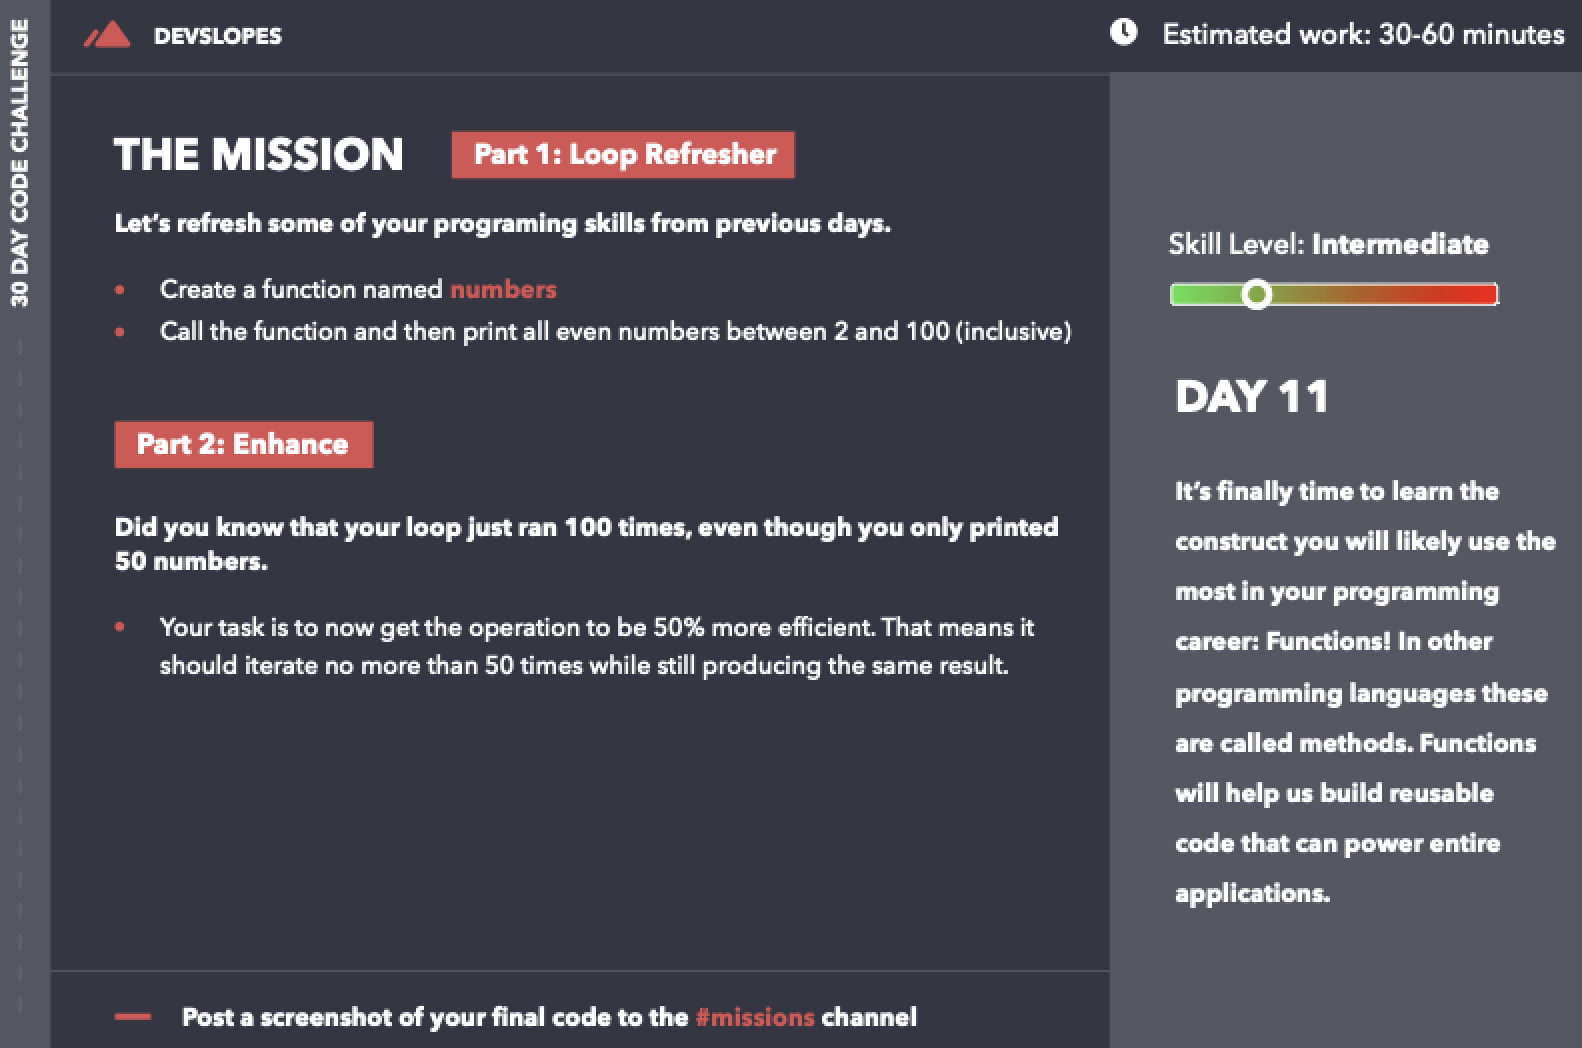 30 DAY CODE CHALLENGE
DEVSLOPES
Estimated work: 30-60 minutes
THE MISSION
Part 1: Loop Refresher
Let's refresh some of your programing skills from previous days.
• Create a function named numbers
• Call the function and then print all even numbers between 2 and 100 (inclusive)
Part 2: Enhance
Did you know that your loop just ran 100 times, even though you only printed
50 numbers.
• Your task is to now get the operation to be 50% more efficient. That means it
should iterate no more than 50 times while still producing the same result.
Post a screenshot of your final code to the #missions channel
Skill Level: Intermediate
DAY 11
It's finally time to learn the
construct you will likely use the
most in your programming
career: Functions! In other
programming languages these
are called methods. Functions
will help us build reusable
code that can power entire
applications.